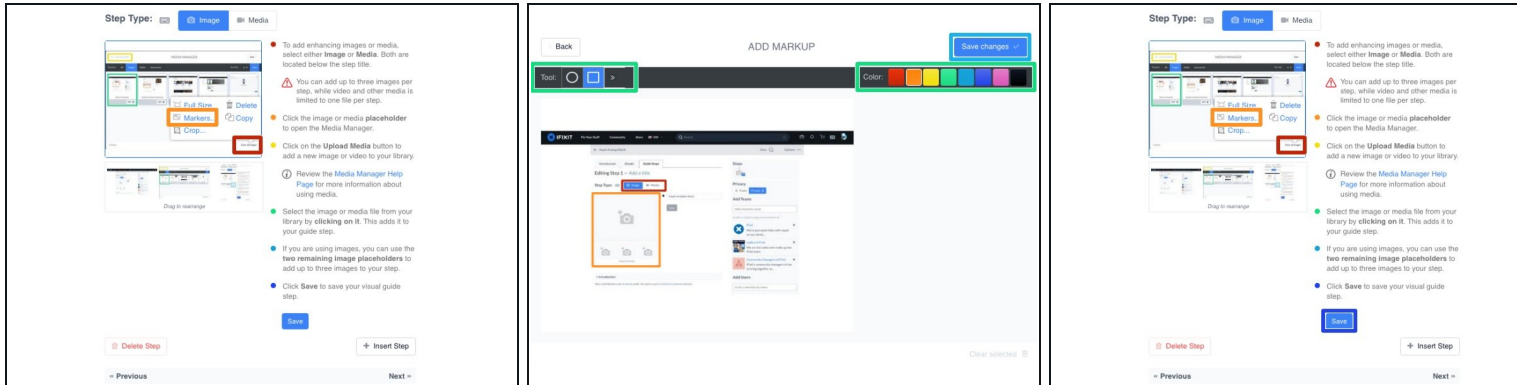 Step Type:
Image
Media
MEDIA MANAGER
Full Size
Delete
Markers..
Copy
Crop...
Drag to rearrange
To add enhancing images or media,
select either Image or Media. Both are
located below the step title.
You can add up to three images per
step, while video and other media is
limited to one file per step.
Click the image or media placeholder
to open the Media Manager.
Click on the Upload Media button to
add a new image or video to your library.
Review the Media Manager Help
Page for more information about
using media.
Select the image or media file from your
library by clicking on it. This adds it to
your guide step.
If you are using images, you can use the
two remaining image placeholders to
add up to three images to your step.
Click Save to save your visual guide
step.
Save
Delete Step
+ Insert Step
« Previous
Next »
Back
ADD MARKUP
Save changes
Tool:
Color:
IFIXIT
Community
Editing Step 1 – Add a title
Step Type:
Steps
Privacy
Add Teams
Add Users
Clear selected
Step Type:
Image
Media
MEDIA MANAGER
Full Size
Delete
Markers..
Copy
Crop...
Drag to rearrange
To add enhancing images or media,
select either Image or Media. Both are
located below the step title.
You can add up to three images per
step, while video and other media is
limited to one file per step.
Click the image or media placeholder
to open the Media Manager.
Click on the Upload Media button to
add a new image or video to your library.
Review the Media Manager Help
Page for more information about
using media.
Select the image or media file from your
library by clicking on it. This adds it to
your guide step.
If you are using images, you can use the
two remaining image placeholders to
add up to three images to your step.
Click Save to save your visual guide
step.
Save
Delete Step
+ Insert Step
« Previous
Next »